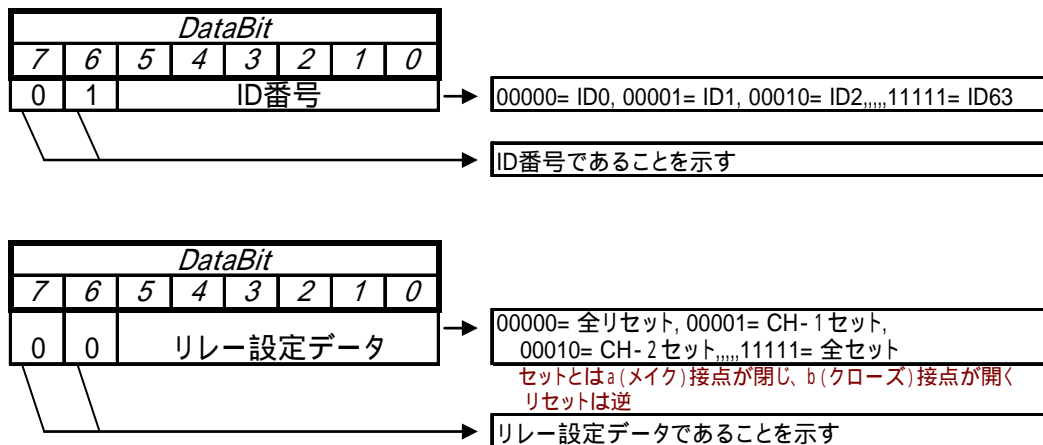 DataBit
7 6 5 4 3 2 1 0
0 1 ID番号
00000= ID0, 00001= ID1, 00010= ID2,,,,,11111= ID63
ID番号であることを示す
DataBit
7 6 5 4 3 2 1 0
0 0 リレー設定データ
00000= 全リセット, 00001= CH-1セット,
00010= CH-2セット,,,,,11111= 全セット
セットとはa(メイク)接点が閉じ、b(クローズ)接点が開く
リセットは逆
リレー設定データであることを示す